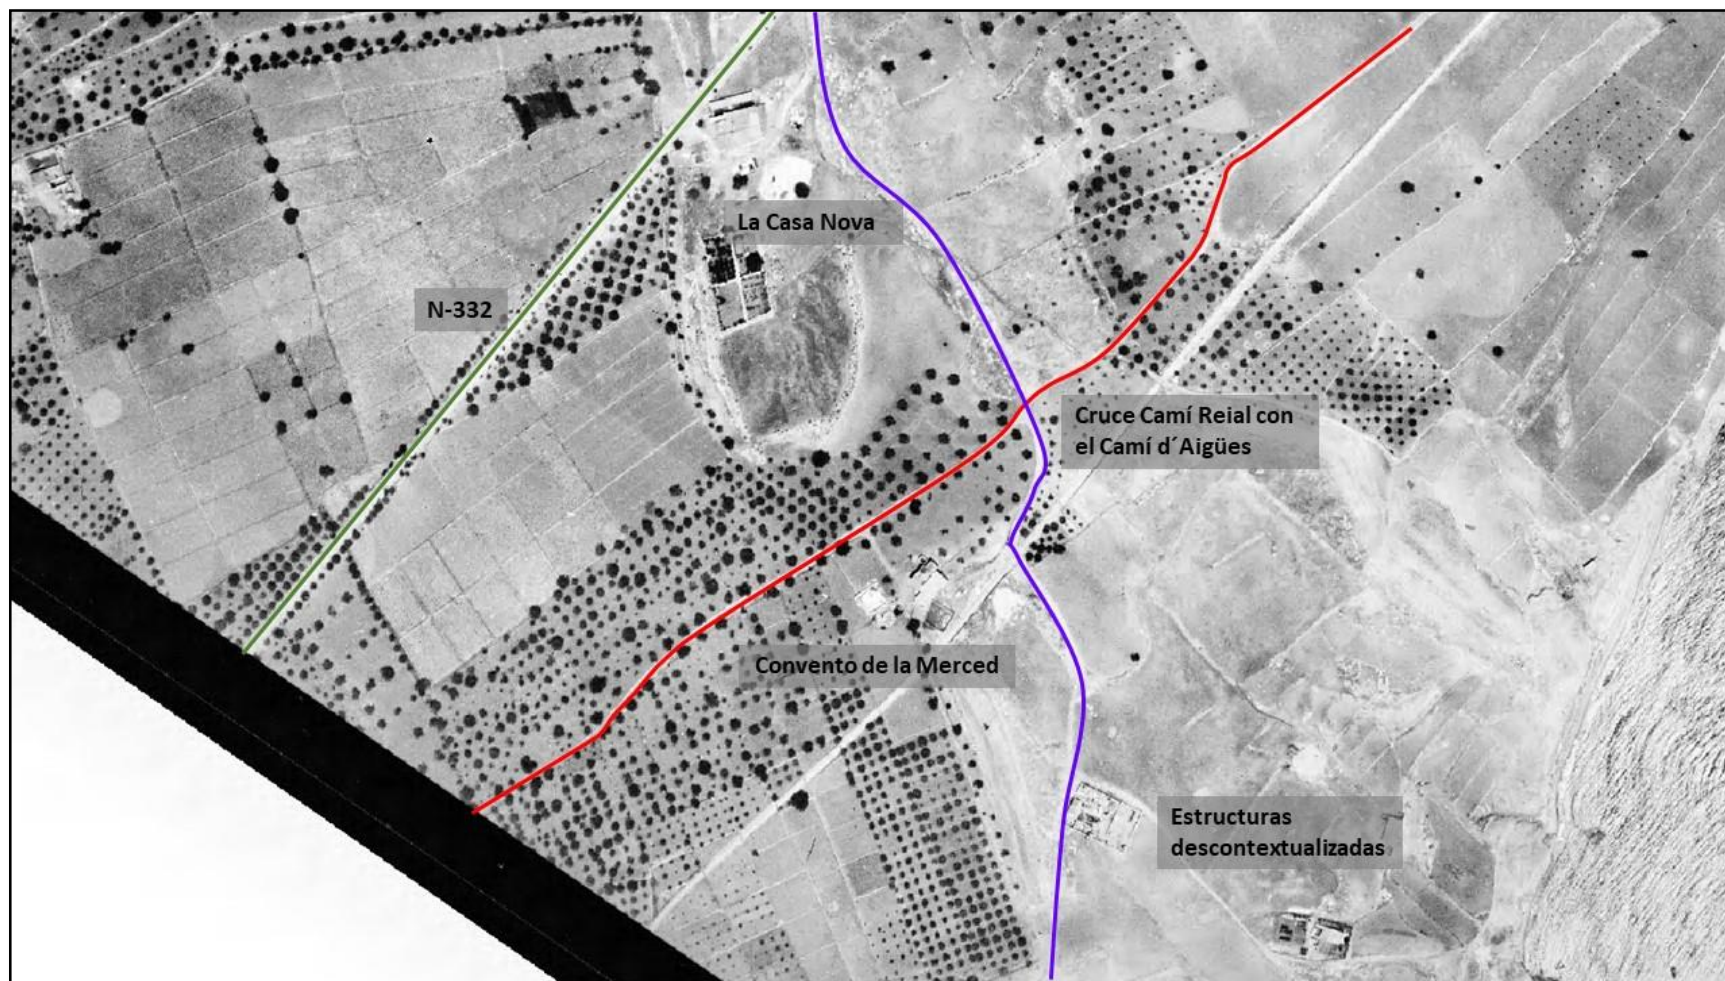 La Casa Nova
N-332
Cruce Camí Reial con
el Camí d´Aigües
Convento de la Merced
Estructuras
descontextualizadas